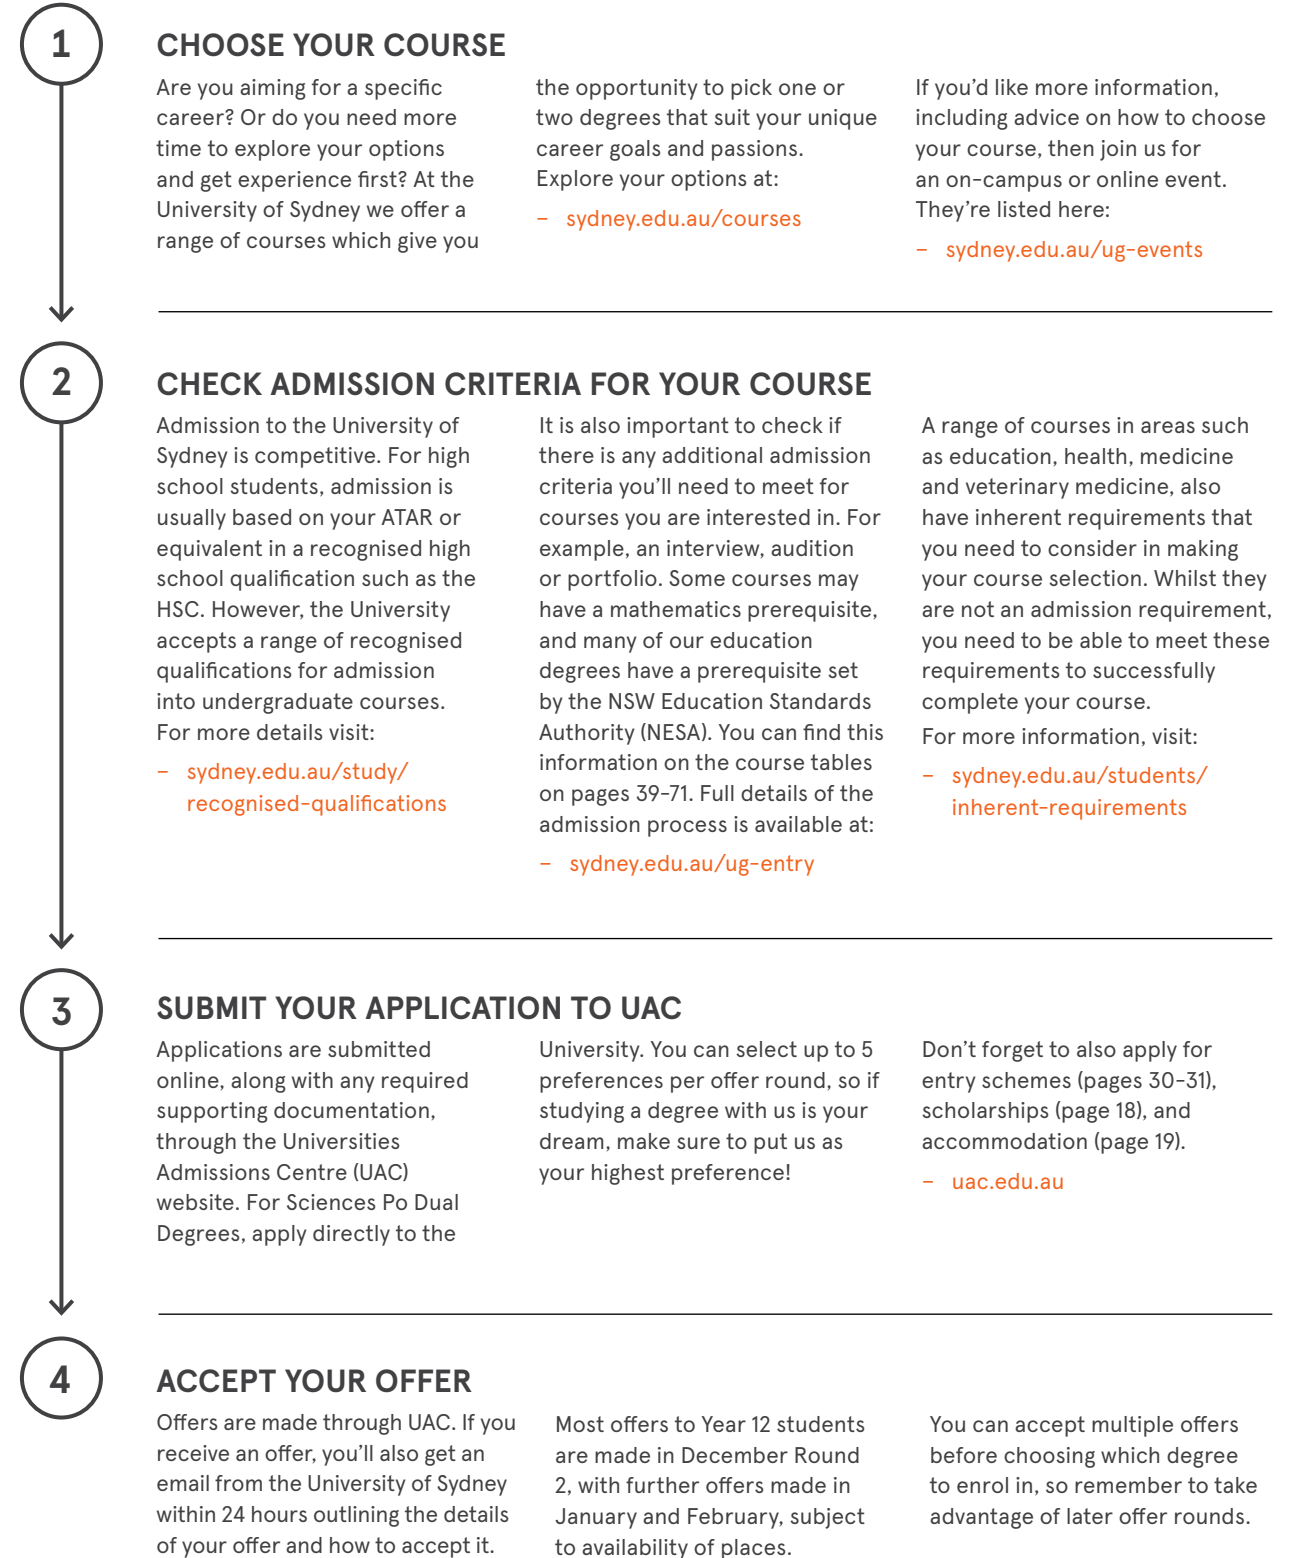 1
CHOOSE YOUR COURSE
Are you aiming for a specific
career? Or do you need more
time to explore your options
and get experience first? At the
University of Sydney we offer a
range of courses which give you
the opportunity to pick one or
two degrees that suit your unique
career goals and passions.
Explore your options at:
– sydney.edu.au/courses
If you’d like more information,
including advice on how to choose
your course, then join us for
an on-campus or online event.
They’re listed here:
– sydney.edu.au/ug-events
2
CHECK ADMISSION CRITERIA FOR YOUR COURSE
Admission to the University of
Sydney is competitive. For high
school students, admission is
usually based on your ATAR or
equivalent in a recognised high
school qualification such as the
HSC. However, the University
accepts a range of recognised
qualifications for admission
into undergraduate courses.
For more details visit:
– sydney.edu.au/study/
recognised-qualifications
It is also important to check if
there is any additional admission
criteria you’ll need to meet for
courses you are interested in. For
example, an interview, audition
or portfolio. Some courses may
have a mathematics prerequisite,
and many of our education
degrees have a prerequisite set
by the NSW Education Standards
Authority (NESA). You can find this
information on the course tables
on pages 39-71. Full details of the
admission process is available at:
– sydney.edu.au/ug-entry
A range of courses in areas such
as education, health, medicine
and veterinary medicine, also
have inherent requirements that
you need to consider in making
your course selection. Whilst they
are not an admission requirement,
you need to be able to meet these
requirements to successfully
complete your course.
For more information, visit:
– sydney.edu.au/students/
inherent-requirements
3
SUBMIT YOUR APPLICATION TO UAC
Applications are submitted
online, along with any required
supporting documentation,
through the Universities
Admissions Centre (UAC)
website. For Sciences Po Dual
Degrees, apply directly to the
University. You can select up to 5
preferences per offer round, so if
studying a degree with us is your
dream, make sure to put us as
your highest preference!
Don’t forget to also apply for
entry schemes (pages 30-31),
scholarships (page 18), and
accommodation (page 19).
– uac.edu.au
4
ACCEPT YOUR OFFER
Offers are made through UAC. If you
receive an offer, you’ll also get an
email from the University of Sydney
within 24 hours outlining the details
of your offer and how to accept it.
Most offers to Year 12 students
are made in December Round
2, with further offers made in
January and February, subject
to availability of places.
You can accept multiple offers
before choosing which degree
to enrol in, so remember to take
advantage of later offer rounds.